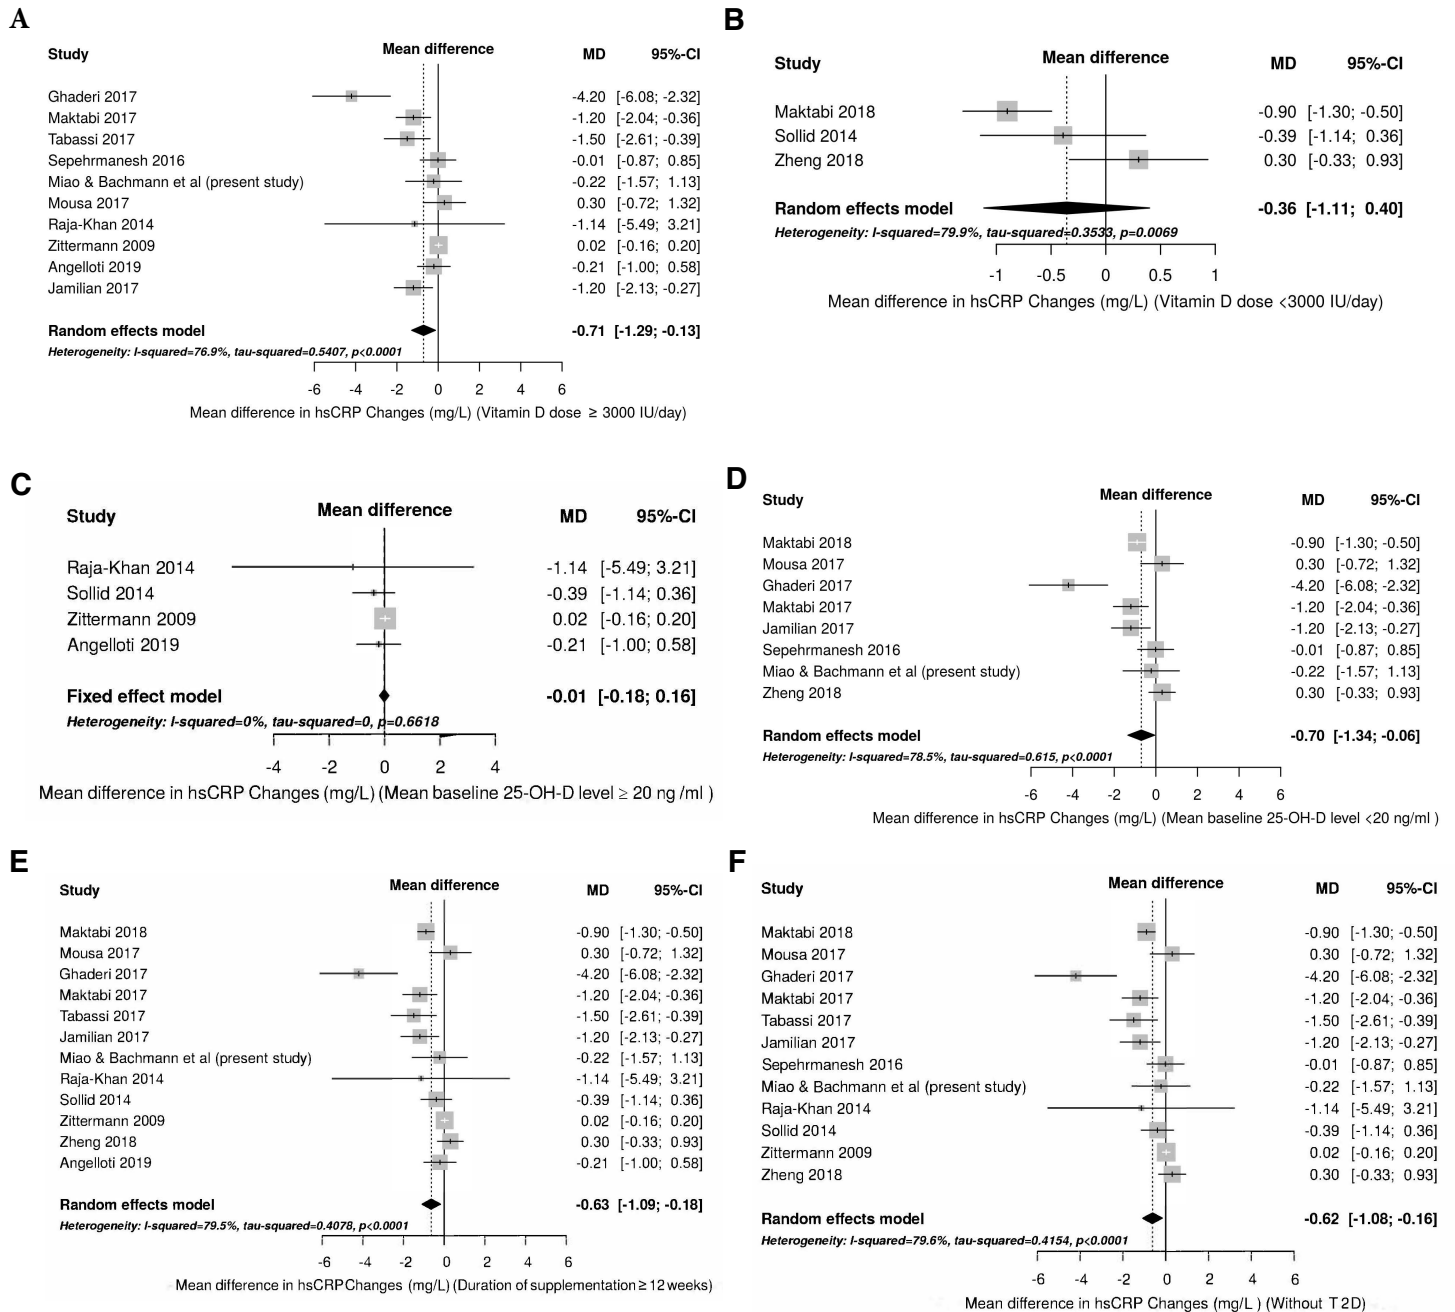 A
Mean difference
Study MD 95%-CI
Ghaderi 2017 -4.20 [-6.08; -2.32]
Maktabi 2017 -1.20 [-2.04; -0.36]
Tabassi 2017 -1.50 [-2.61; -0.39]
Sepehrmanesh 2016 -0.01 [-0.87; 0.85]
Miao & Bachmann et al (present study) -0.22 [-1.57; 1.13]
Mousa 2017 0.30 [-0.72; 1.32]
Raja-Khan 2014 -1.14 [-5.49; 3.21]
Zittermann 2009 0.02 [-0.16; 0.20]
Angelloti 2019 -0.21 [-1.00; 0.58]
Jamilian 2017 -1.20 [-2.13; -0.27]
Random effects model -0.71 [-1.29; -0.13]
Heterogeneity: I-squared=76.9%, tau-squared=0.5407, p<0.0001
-6 -4 -2 0 2 4 6
Mean difference in hsCRP Changes (mg/L) (Vitamin D dose ≥ 3000 IU/day)
B
Mean difference
Study MD 95%-CI
Maktabi 2018 -0.90 [-1.30; -0.50]
Sollid 2014 -0.39 [-1.14; 0.36]
Zheng 2018 0.30 [-0.33; 0.93]
Random effects model -0.36 [-1.11; 0.40]
Heterogeneity: I-squared=79.9%, tau-squared=0.3533, p=0.0069
-1 -0.5 0 0.5 1
Mean difference in hsCRP Changes (mg/L) (Vitamin D dose <3000 IU/day)
C
Mean difference
Study MD 95%-CI
Raja-Khan 2014 -1.14 [-5.49; 3.21]
Sollid 2014 -0.39 [-1.14; 0.36]
Zittermann 2009 0.02 [-0.16; 0.20]
Angelloti 2019 -0.21 [-1.00; 0.58]
Fixed effect model -0.01 [-0.18; 0.16]
Heterogeneity: I-squared=0%, tau-squared=0, p=0.6618
-4 -2 0 2 4
Mean difference in hsCRP Changes (mg/L) (Mean baseline 25-OH-D level ≥ 20 ng /ml )
D
Mean difference
Study MD 95%-CI
Maktabi 2018 -0.90 [-1.30; -0.50]
Mousa 2017 0.30 [-0.72; 1.32]
Ghaderi 2017 -4.20 [-6.08; -2.32]
Maktabi 2017 -1.20 [-2.04; -0.36]
Jamilian 2017 -1.20 [-2.13; -0.27]
Sepehrmanesh 2016 -0.01 [-0.87; 0.85]
Miao & Bachmann et al (present study) -0.22 [-1.57; 1.13]
Zheng 2018 0.30 [-0.33; 0.93]
Random effects model -0.70 [-1.34; -0.06]
Heterogeneity: I-squared=78.5%, tau-squared=0.615, p<0.0001
-6 -4 -2 0 2 4 6
Mean difference in hsCRP Changes (mg/L) (Mean baseline 25-OH-D level <20 ng/ml )
E
Mean difference
Study MD 95%-CI
Maktabi 2018 -0.90 [-1.30; -0.50]
Mousa 2017 0.30 [-0.72; 1.32]
Ghaderi 2017 -4.20 [-6.08; -2.32]
Maktabi 2017 -1.20 [-2.04; -0.36]
Tabassi 2017 -1.50 [-2.61; -0.39]
Jamilian 2017 -1.20 [-2.13; -0.27]
Miao & Bachmann et al (present study) -0.22 [-1.57; 1.13]
Raja-Khan 2014 -1.14 [-5.49; 3.21]
Sollid 2014 -0.39 [-1.14; 0.36]
Zittermann 2009 0.02 [-0.16; 0.20]
Zheng 2018 0.30 [-0.33; 0.93]
Angelloti 2019 -0.21 [-1.00; 0.58]
Random effects model -0.63 [-1.09; -0.18]
Heterogeneity: I-squared=79.5%, tau-squared=0.4078, p<0.0001
-6 -4 -2 0 2 4 6
Mean difference in hsCRP Changes (mg/L) (Duration of supplementation ≥ 12 weeks)
F
Mean difference
Study MD 95%-CI
Maktabi 2018 -0.90 [-1.30; -0.50]
Mousa 2017 0.30 [-0.72; 1.32]
Ghaderi 2017 -4.20 [-6.08; -2.32]
Maktabi 2017 -1.20 [-2.04; -0.36]
Tabassi 2017 -1.50 [-2.61; -0.39]
Jamilian 2017 -1.20 [-2.13; -0.27]
Sepehrmanesh 2016 -0.01 [-0.87; 0.85]
Miao & Bachmann et al (present study) -0.22 [-1.57; 1.13]
Raja-Khan 2014 -1.14 [-5.49; 3.21]
Sollid 2014 -0.39 [-1.14; 0.36]
Zittermann 2009 0.02 [-0.16; 0.20]
Zheng 2018 0.30 [-0.33; 0.93]
Random effects model -0.62 [-1.08; -0.16]
Heterogeneity: I-squared=79.6%, tau-squared=0.4154, p<0.0001
-6 -4 -2 0 2 4 6
Mean difference in hsCRP Changes (mg/L ) (Without T2D)